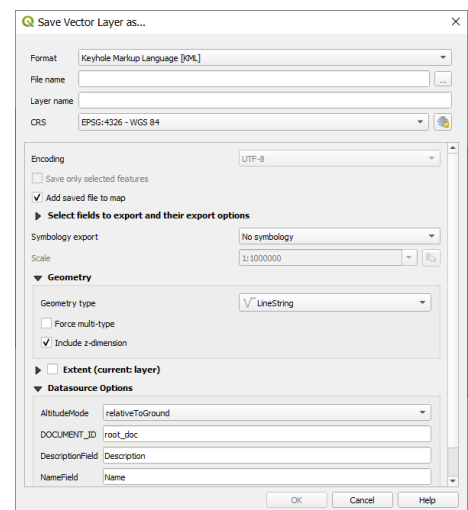 Save Vector Layer as...
Format Keyhole Markup Language [KML]
File name ...
Layer name
CRS EPSG:4326 - WGS 84
Encoding UTF-8
Save only selected features
Add saved file to map
Select fields to export and their export options
Symbology export No symbology
Scale 1:1000000
Geometry
Geometry type LineString
Force multi-type
Include z-dimension
Extent (current: layer)
Datasource Options
AltitudeMode relativeToGround
DOCUMENT_ID root_doc
DescriptionField Description
NameField Name
OK Cancel Help